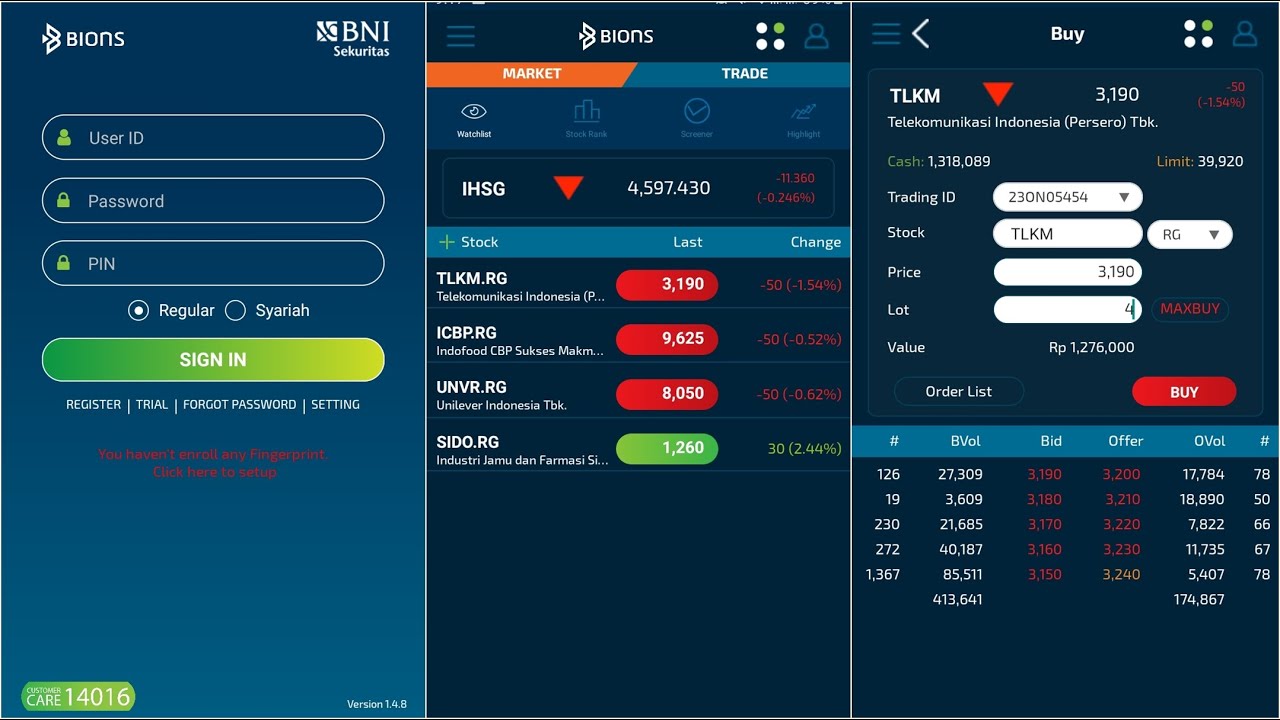 BIONS
BNI
Sekuritas
User ID
Password
PIN
Regular Syariah
SIGN IN
REGISTER | TRIAL | FORGOT PASSWORD | SETTING
You haven't enroll any Fingerprint.
Click here to setup
CUSTOMER CARE 14016
Version 1.4.8
BIONS
MARKET TRADE
Watchlist Stock Rank Screener Highlight
IHSG 4,597.430 -11.360
(-0.246%)
+ Stock Last Change
TLKM.RG 3,190 -50 (-1.54%)
Telekomunikasi Indonesia (P...
ICBP.RG 9,625 -50 (-0.52%)
Indofood CBP Sukses Makm...
UNVR.RG 8,050 -50 (-0.62%)
Unilever Indonesia Tbk.
SIDO.RG 1,260 30 (2.44%)
Industri Jamu dan Farmasi Si...
Buy
TLKM 3,190 -50
(-1.54%)
Telekomunikasi Indonesia (Persero) Tbk.
Cash: 1,318,089 Limit: 39,920
Trading ID 23ON05454
Stock TLKM RG
Price 3,190
Lot 4 MAXBUY
Value Rp 1,276,000
Order List BUY
# BVol Bid Offer OVol #
126 27,309 3,190 3,200 17,784 78
19 3,609 3,180 3,210 18,890 50
230 21,685 3,170 3,220 7,822 66
272 40,187 3,160 3,230 11,735 67
1,367 85,511 3,150 3,240 5,407 78
413,641 174,867